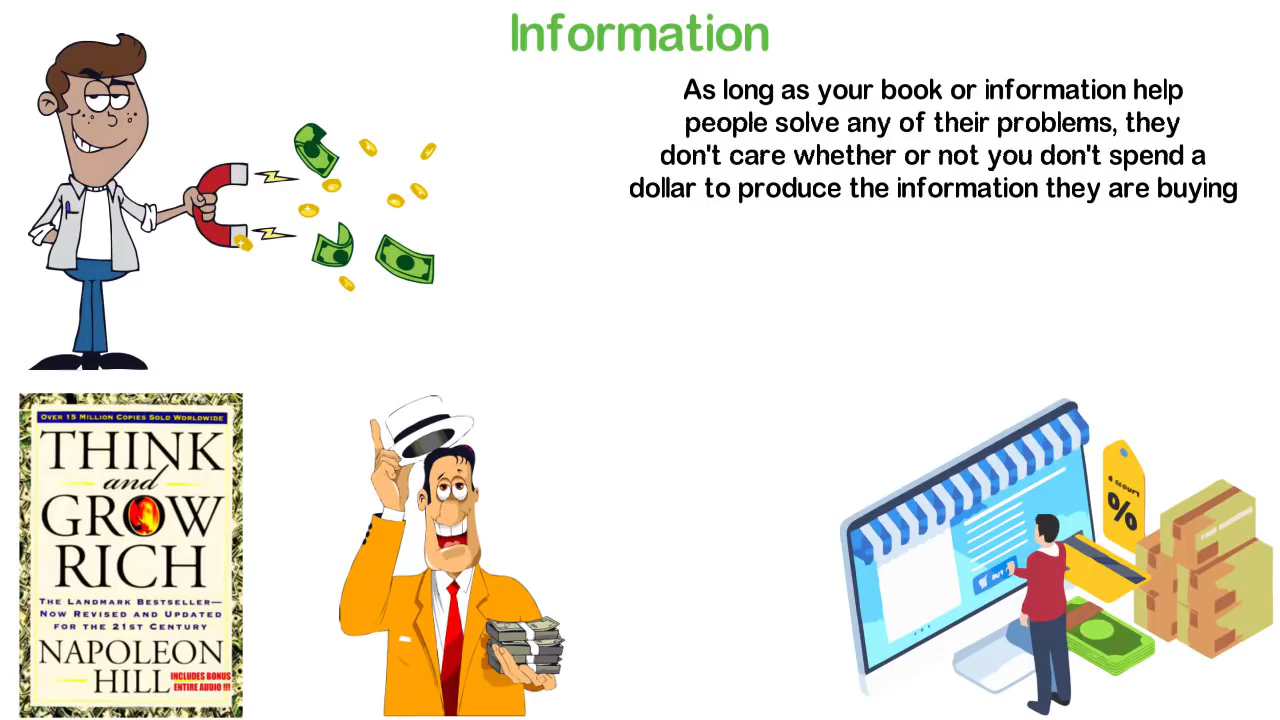 Information
As long as your book or information help
people solve any of their problems, they
don't care whether or not you don't spend a
dollar to produce the information they are buying
OVER 15 MILLION COPIES SOLD WORLDWIDE
THINK
and
GROW
RICH
THE LANDMARK BESTSELLER—
NOW REVISED AND UPDATED
FOR THE 21ST CENTURY
NAPOLEON
HILL
INCLUDES BONUS
ENTIRE AUDIO !!!
%